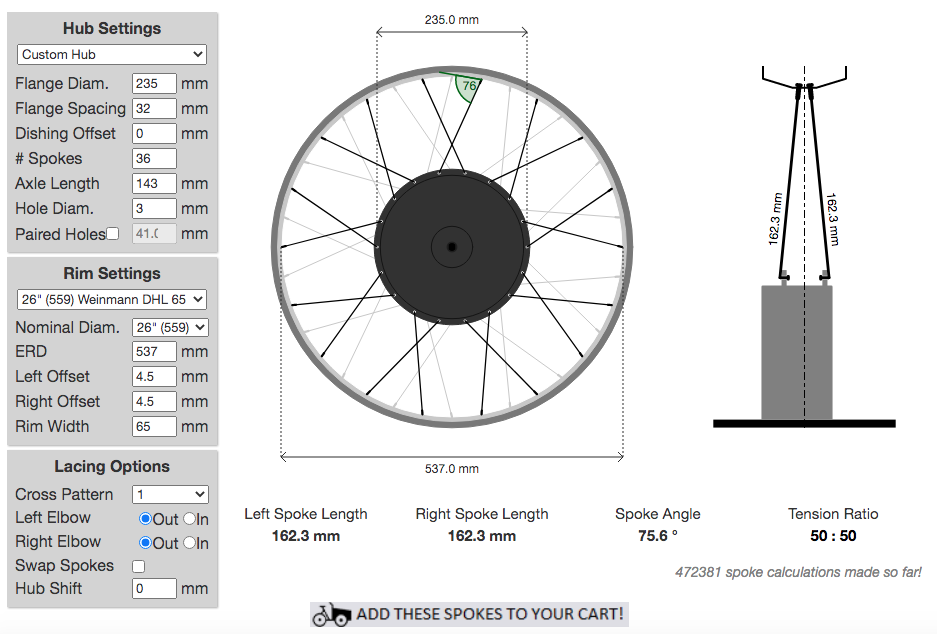 Hub Settings
Custom Hub
Flange Diam. 235 mm
Flange Spacing 32 mm
Dishing Offset 0 mm
# Spokes 36
Axle Length 143 mm
Hole Diam. 3 mm
Paired Holes 41.0 mm
Rim Settings
26" (559) Weinmann DHL 65
Nominal Diam. 26" (559)
ERD 537 mm
Left Offset 4.5 mm
Right Offset 4.5 mm
Rim Width 65 mm
Lacing Options
Cross Pattern 1
Left Elbow Out In
Right Elbow Out In
Swap Spokes
Hub Shift 0 mm
235.0 mm
76
537.0 mm
162.3 mm
162.3 mm
Left Spoke Length Right Spoke Length Spoke Angle Tension Ratio
162.3 mm 162.3 mm 75.6 ° 50 : 50
472381 spoke calculations made so far!
ADD THESE SPOKES TO YOUR CART!